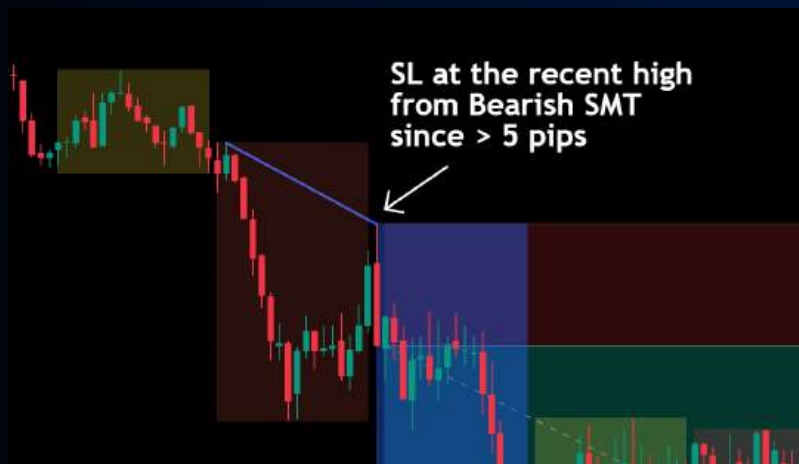 SL at the recent high
from Bearish SMT
since > 5 pips